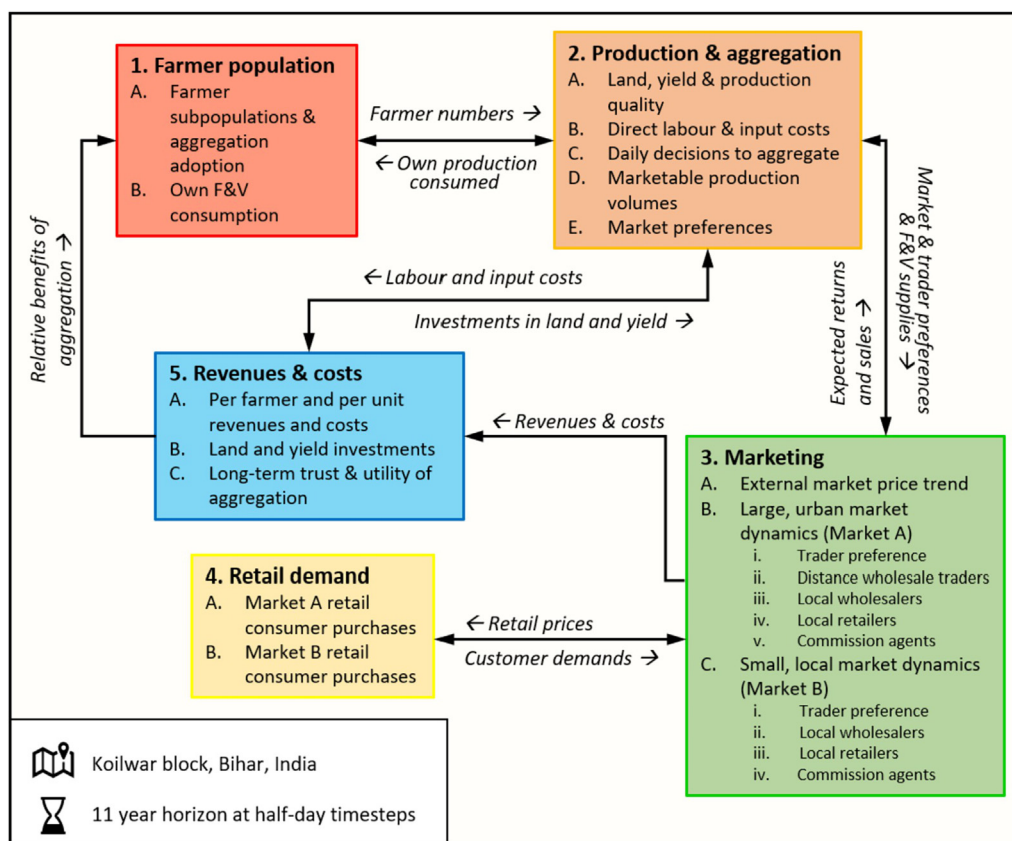 1. Farmer population
A. Farmer
subpopulations &
aggregation
adoption
B. Own F&V
consumption
Farmer numbers →
← Own production
consumed
2. Production & aggregation
A. Land, yield & production
quality
B. Direct labour & input costs
C. Daily decisions to aggregate
D. Marketable production
volumes
E. Market preferences
Relative benefits of
aggregation →
← Labour and input costs
Investments in land and yield →
Expected returns
and sales →
Market & trader preferences
& F&V supplies →
5. Revenues & costs
A. Per farmer and per unit
revenues and costs
B. Land and yield investments
C. Long-term trust & utility of
aggregation
← Revenues & costs
3. Marketing
A. External market price trend
B. Large, urban market
dynamics (Market A)
i. Trader preference
ii. Distance wholesale traders
iii. Local wholesalers
iv. Local retailers
v. Commission agents
C. Small, local market dynamics
(Market B)
i. Trader preference
ii. Local wholesalers
iii. Local retailers
iv. Commission agents
4. Retail demand
A. Market A retail
consumer purchases
B. Market B retail
consumer purchases
← Retail prices
Customer demands →
Koilwar block, Bihar, India
11 year horizon at half-day timesteps